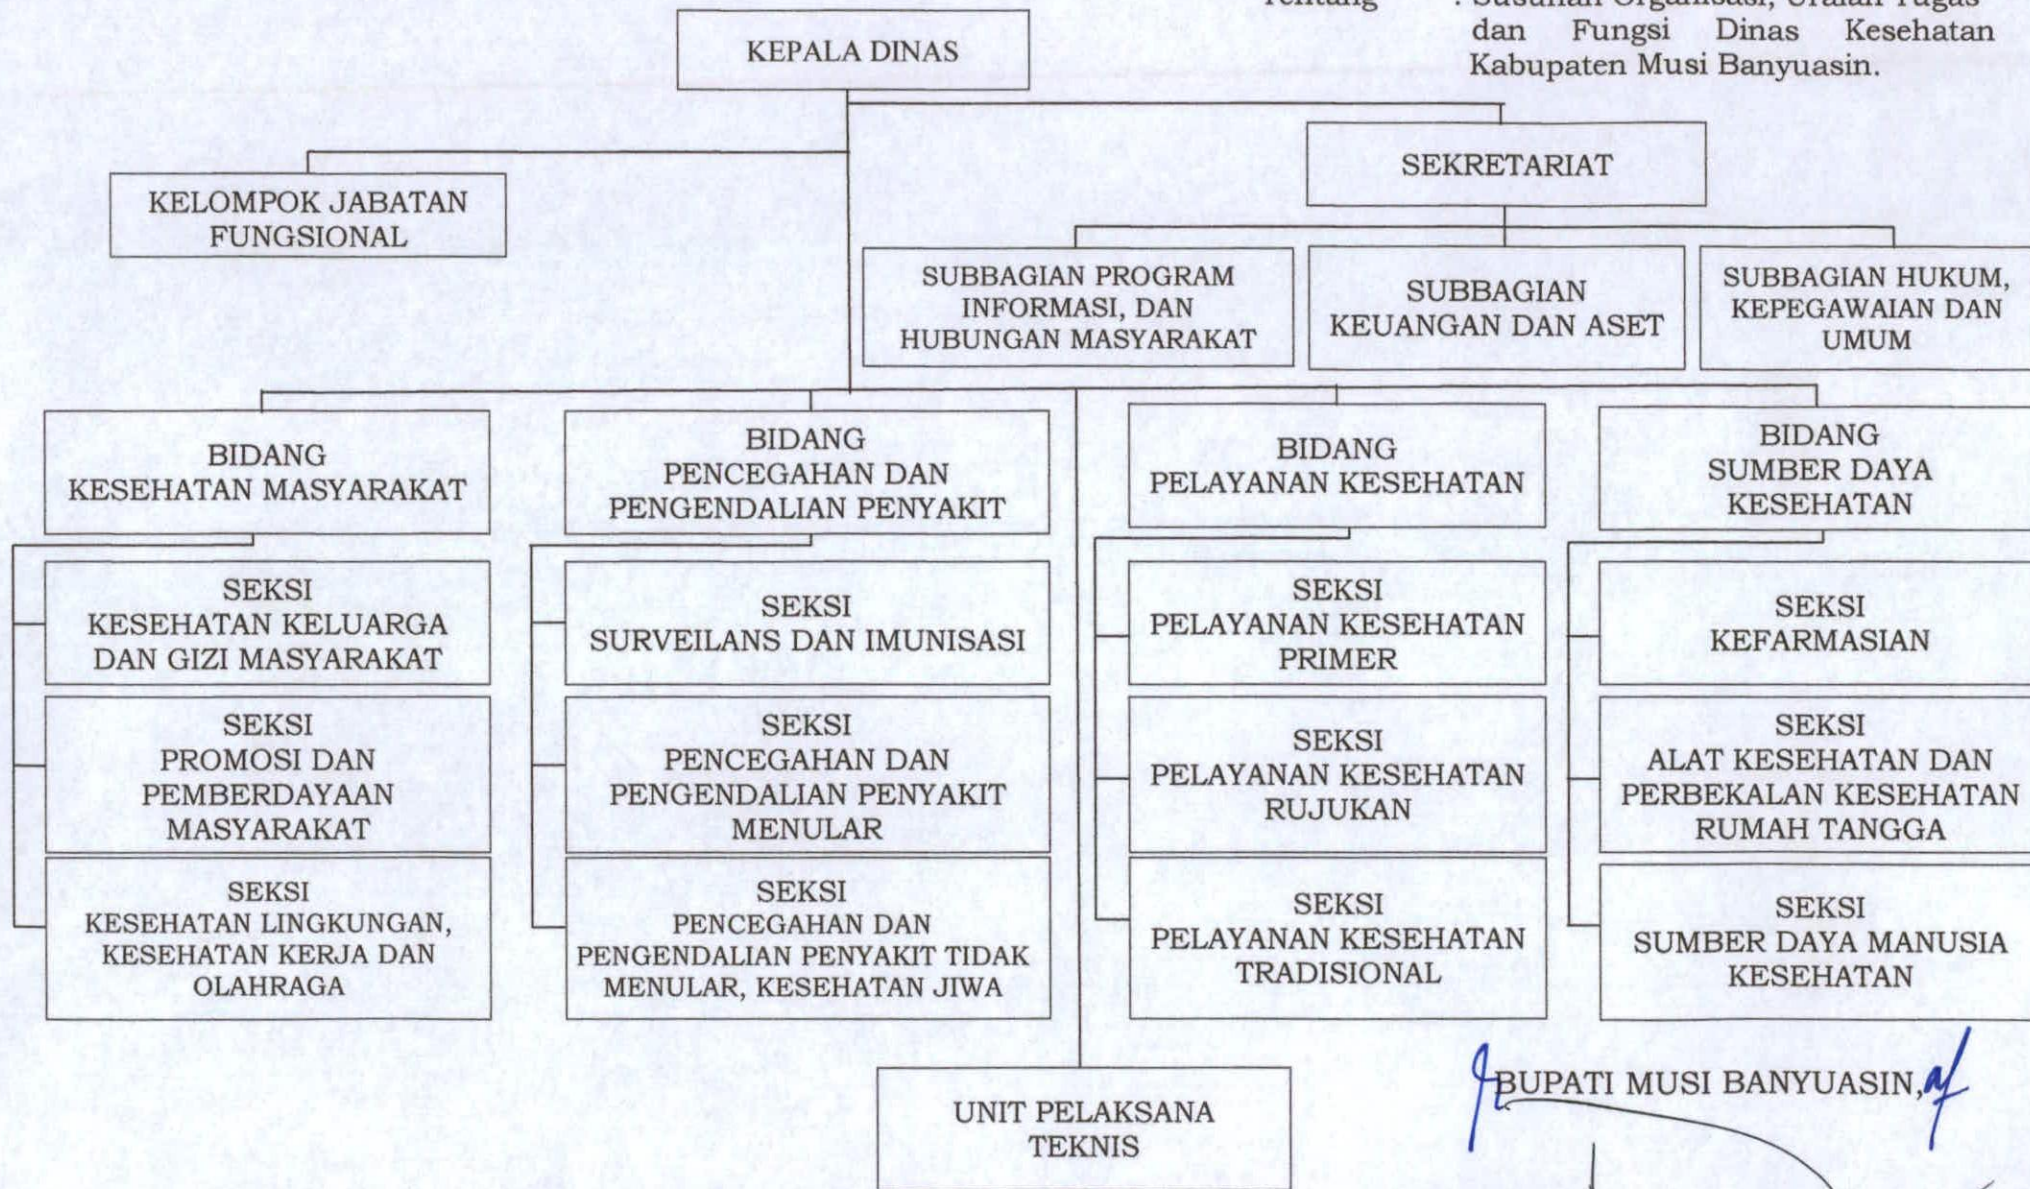 Tentang : Susunan Organisasi, Uraian Tugas
dan Fungsi Dinas Kesehatan
Kabupaten Musi Banyuasin.
KEPALA DINAS
SEKRETARIAT
KELOMPOK JABATAN
FUNGSIONAL
SUBBAGIAN PROGRAM
INFORMASI, DAN
HUBUNGAN MASYARAKAT
SUBBAGIAN
KEUANGAN DAN ASET
SUBBAGIAN HUKUM,
KEPEGAWAIAN DAN
UMUM
BIDANG
KESEHATAN MASYARAKAT
BIDANG
PENCEGAHAN DAN
PENGENDALIAN PENYAKIT
BIDANG
PELAYANAN KESEHATAN
BIDANG
SUMBER DAYA
KESEHATAN
SEKSI
KESEHATAN KELUARGA
DAN GIZI MASYARAKAT
SEKSI
SURVEILANS DAN IMUNISASI
SEKSI
PELAYANAN KESEHATAN
PRIMER
SEKSI
KEFARMASIAN
SEKSI
PROMOSI DAN
PEMBERDAYAAN
MASYARAKAT
SEKSI
PENCEGAHAN DAN
PENGENDALIAN PENYAKIT
MENULAR
SEKSI
PELAYANAN KESEHATAN
RUJUKAN
SEKSI
ALAT KESEHATAN DAN
PERBEKALAN KESEHATAN
RUMAH TANGGA
SEKSI
KESEHATAN LINGKUNGAN,
KESEHATAN KERJA DAN
OLAHRAGA
SEKSI
PENCEGAHAN DAN
PENGENDALIAN PENYAKIT TIDAK
MENULAR, KESEHATAN JIWA
SEKSI
PELAYANAN KESEHATAN
TRADISIONAL
SEKSI
SUMBER DAYA MANUSIA
KESEHATAN
UNIT PELAKSANA
TEKNIS
BUPATI MUSI BANYUASIN,